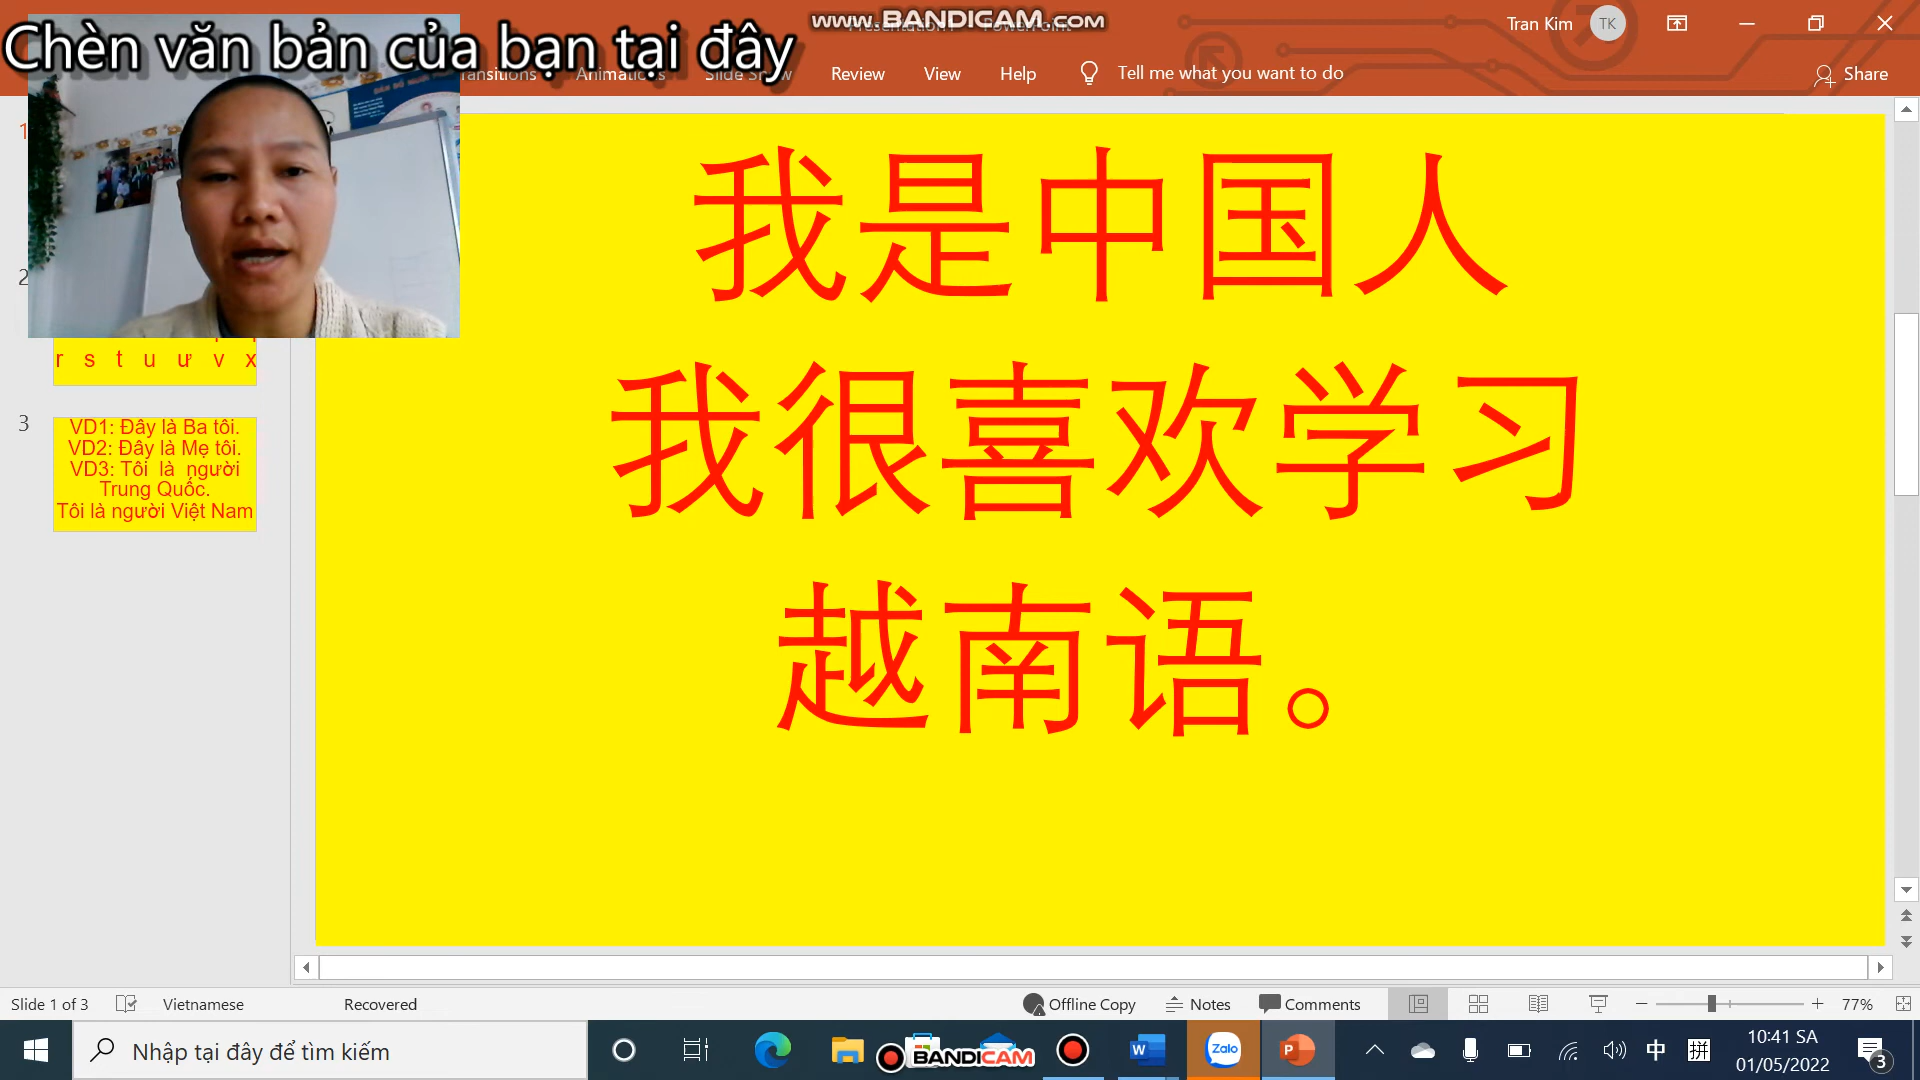 www.BANDICAM.com
Chèn văn bản của bạn tại đây
Tran Kim
TK
Transitions
Animations
Slide Show
Review
View
Help
Tell me what you want to do
Share
1
我是中国人
我很喜欢学习
越南语。
2
r s t u ư v x
3
VD1: Đây là Ba tôi.
VD2: Đây là Mẹ tôi.
VD3: Tôi là người
Trung Quốc.
Tôi là người Việt Nam
Slide 1 of 3
Vietnamese
Recovered
Offline Copy
Notes
Comments
77%
Nhập tại đây để tìm kiếm
BANDICAM
W
Zalo
P
中
拼
10:41 SA
01/05/2022
3